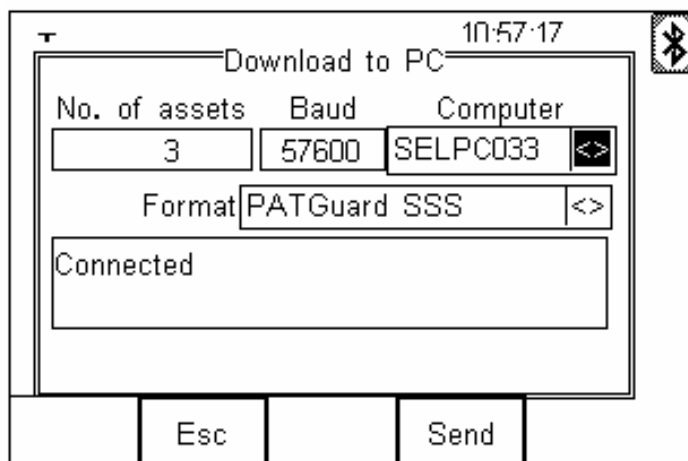 10:57:17
Download to PC
No. of assets Baud Computer
3 57600 SELPC033 <>
Format PATGuard SSS <>
Connected
Esc Send